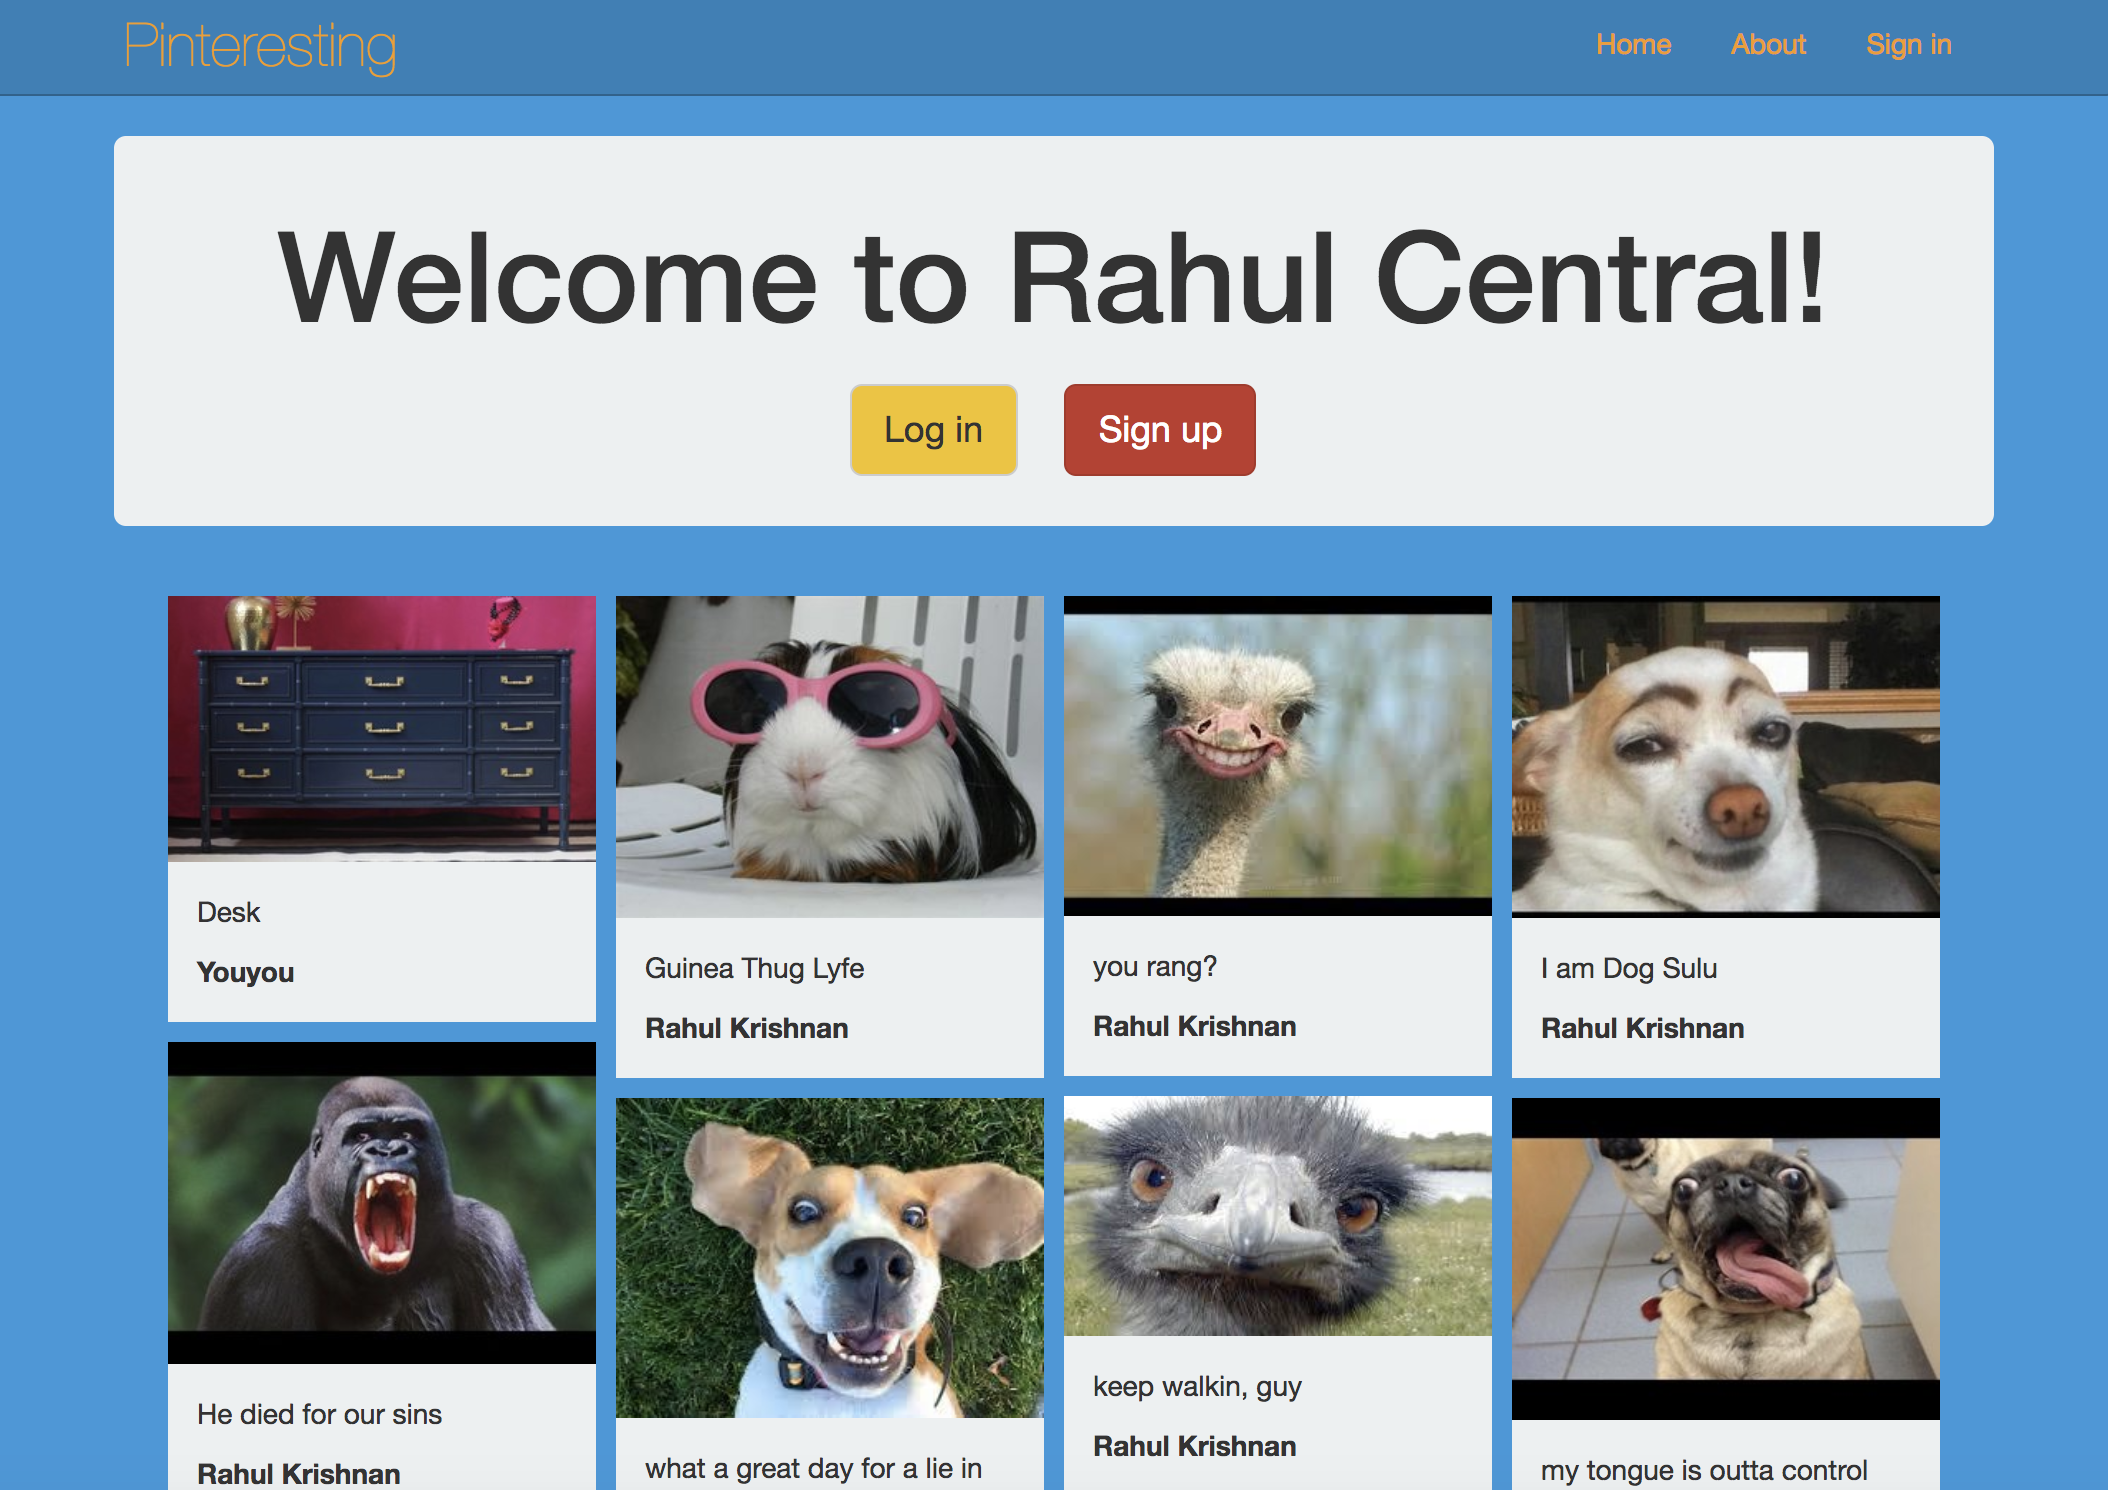 Pinteresting
Home About Sign in
Welcome to Rahul Central!
Log in Sign up
Desk
Youyou
Guinea Thug Lyfe
Rahul Krishnan
you rang?
Rahul Krishnan
I am Dog Sulu
Rahul Krishnan
He died for our sins
Rahul Krishnan
what a great day for a lie in
keep walkin, guy
Rahul Krishnan
my tongue is outta control